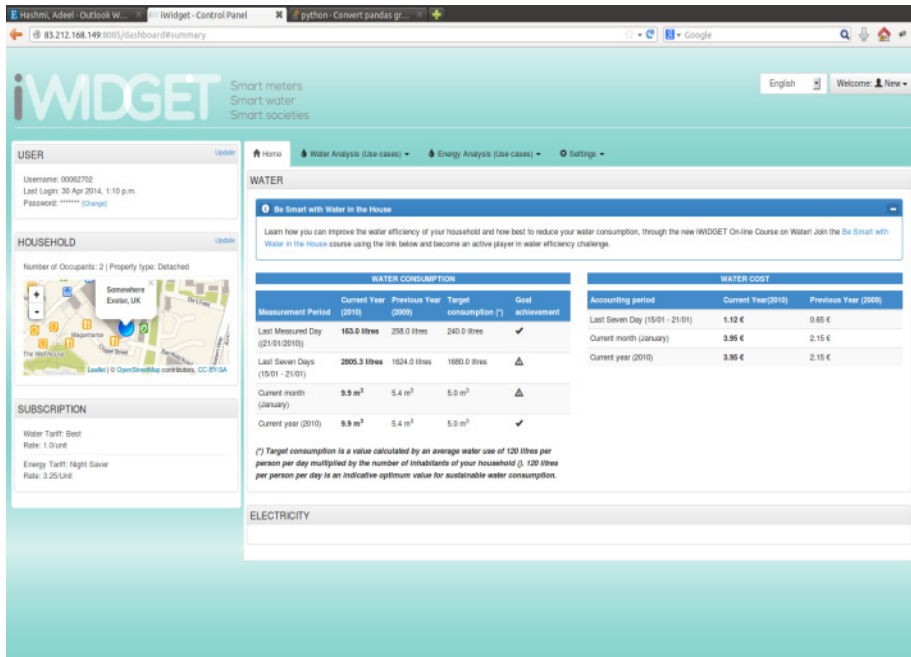 Hashmi, Adeel - Outlook W...
iWidget - Control Panel
python - Convert pandas gr...
83.212.168.149:8005/dashboard#summary
Google
iWIDGET
Smart meters
Smart water
Smart societies
English
Welcome: New
USER
Update
Username: 00062702
Last Login: 30 Apr 2014, 1:10 p.m.
Password: ******* (Change)
HOUSEHOLD
Update
Number of Occupants: 2 | Property type: Detached
+
-
Somewhere
Exeter, UK
×
Wagamama
The Well House
Leaflet | © OpenStreetMap contributors, CC-BY-SA
SUBSCRIPTION
Water Tariff: Best
Rate: 1.0/unit
Energy Tariff: Night Saver
Rate: 3.25/Unit
Home
Water Analysis (Use cases)
Energy Analysis (Use cases)
Settings
WATER
Be Smart with Water in the House
Learn how you can improve the water efficiency of your household and how best to reduce your water consumption, through the new iWIDGET On-line Course on Water! Join the Be Smart with
Water in the House course using the link below and become an active player in water efficiency challenge.
WATER CONSUMPTION
Measurement Period Current Year (2010) Previous Year (2009) Target consumption (*) Goal achievement
Last Measured Day ((21/01/2010)) 163.0 litres 258.0 litres 240.0 litres ✔
Last Seven Days (15/01 - 21/01) 2805.3 litres 1624.0 litres 1680.0 litres ⚠
Current month (January) 9.9 m³ 5.4 m³ 5.0 m³ ⚠
Current year (2010) 9.9 m³ 5.4 m³ 5.0 m³ ✔
(*) Target consumption is a value calculated by an average water use of 120 litres per
person per day multiplied by the number of inhabitants of your household (). 120 litres
per person per day is an indicative optimum value for sustainable water consumption.
WATER COST
Accounting period Current Year(2010) Previous Year (2009)
Last Seven Day (15/01 - 21/01) 1.12 € 0.65 €
Current month (January) 3.95 € 2.15 €
Current year (2010) 3.95 € 2.15 €
ELECTRICITY